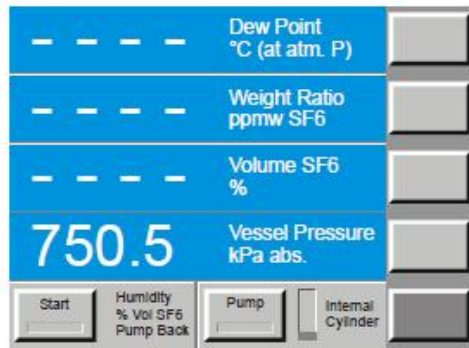 – – – – Dew Point
°C (at atm. P)
– – – – Weight Ratio
ppmw SF6
– – – – Volume SF6
%
750.5 Vessel Pressure
kPa abs.
Start
Humidity
% Vol SF6
Pump Back
Pump
Internal
Cylinder